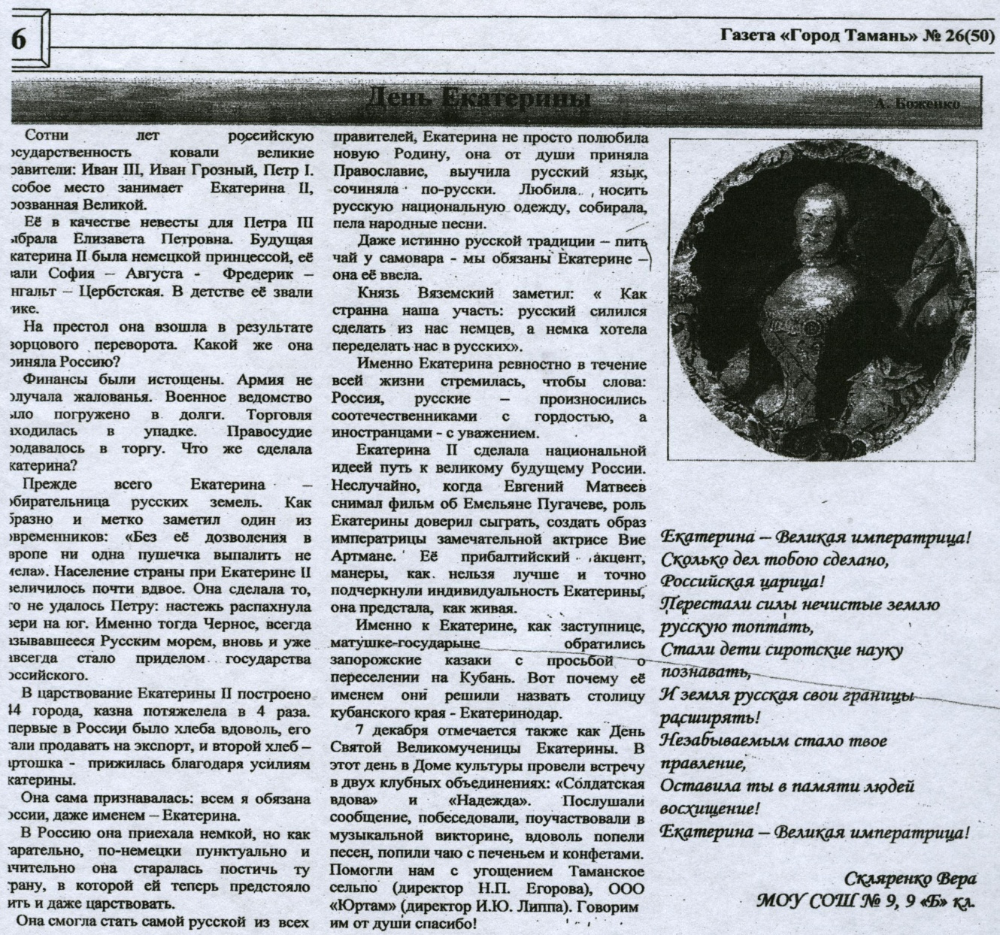 6
Газета «Город Тамань» № 26(50)
День Екатерины
А. Боженко
Сотни лет российскую
осударственность ковали великие
равители: Иван III, Иван Грозный, Петр I.
собое место занимает Екатерина II,
розванная Великой.
Её в качестве невесты для Петра III
ыбрала Елизавета Петровна. Будущая
катерина II была немецкой принцессой, её
вали София – Августа - Фредерик –
нгальт – Цербстская. В детстве её звали
ике.
На престол она взошла в результате
ворцового переворота. Какой же она
риняла Россию?
Финансы были истощены. Армия не
олучала жалованья. Военное ведомство
ыло погружено в долги. Торговля
аходилась в упадке. Правосудие
родавалось в торгу. Что же сделала
катерина?
Прежде всего Екатерина –
обирательница русских земель. Как
бразно и метко заметил один из
овременников: «Без её дозволения в
вропе ни одна пушечка выпалить не
мела». Население страны при Екатерине II
величилось почти вдвое. Она сделала то,
го не удалось Петру: настежь распахнула
вери на юг. Именно тогда Черное, всегда
азывавшееся Русским морем, вновь и уже
авсегда стало приделом государства
оссийского.
В царствование Екатерины II построено
14 города, казна потяжелела в 4 раза.
первые в России было хлеба вдоволь, его
тали продавать на экспорт, и второй хлеб –
артошка - прижилась благодаря усилиям
катерины.
Она сама признавалась: всем я обязана
оссии, даже именем – Екатерина.
В Россию она приехала немкой, но как
тарательно, по-немецки пунктуально и
ачительно она старалась постичь ту
трану, в которой ей теперь предстояло
ить и даже царствовать.
Она смогла стать самой русской из всех
правителей, Екатерина не просто полюбила
новую Родину, она от души приняла
Православие, выучила русский язык,
сочиняла по-русски. Любила носить
русскую национальную одежду, собирала,
пела народные песни.
Даже истинно русской традиции – пить
чай у самовара - мы обязаны Екатерине –
она её ввела.
Князь Вяземский заметил: « Как
странна наша участь: русский силился
сделать из нас немцев, а немка хотела
переделать нас в русских».
Именно Екатерина ревностно в течение
всей жизни стремилась, чтобы слова:
Россия, русские – произносились
соотечественниками с гордостью, а
иностранцами - с уважением.
Екатерина II сделала национальной
идеей путь к великому будущему России.
Неслучайно, когда Евгений Матвеев
снимал фильм об Емельяне Пугачеве, роль
Екатерины доверил сыграть, создать образ
императрицы замечательной актрисе Вие
Артмане. Её прибалтийский акцент,
манеры, как нельзя лучше и точно
подчеркнули индивидуальность Екатерины,
она предстала, как живая.
Именно к Екатерине, как заступнице,
матушке-государыне обратились
запорожские казаки с просьбой о
переселении на Кубань. Вот почему её
именем они решили назвать столицу
кубанского края - Екатеринодар.
7 декабря отмечается также как День
Святой Великомученицы Екатерины. В
этот день в Доме культуры провели встречу
в двух клубных объединениях: «Солдатская
вдова» и «Надежда». Послушали
сообщение, побеседовали, поучаствовали в
музыкальной викторине, вдоволь попели
песен, попили чаю с печеньем и конфетами.
Помогли нам с угощением Таманское
сельпо (директор Н.П. Егорова), ООО
«Юртам» (директор И.Ю. Липпа). Говорим
им от души спасибо!
Екатерина – Великая императрица!
Сколько дел тобою сделано,
Российская царица!
Перестали силы нечистые землю
русскую топтать,
Стали дети сиротские науку
познавать,
И земля русская свои границы
расширять!
Незабываемым стало твое
правление,
Оставила ты в памяти людей
восхищение!
Екатерина – Великая императрица!
Скляренко Вера
МОУ СОШ № 9, 9 «Б» кл.